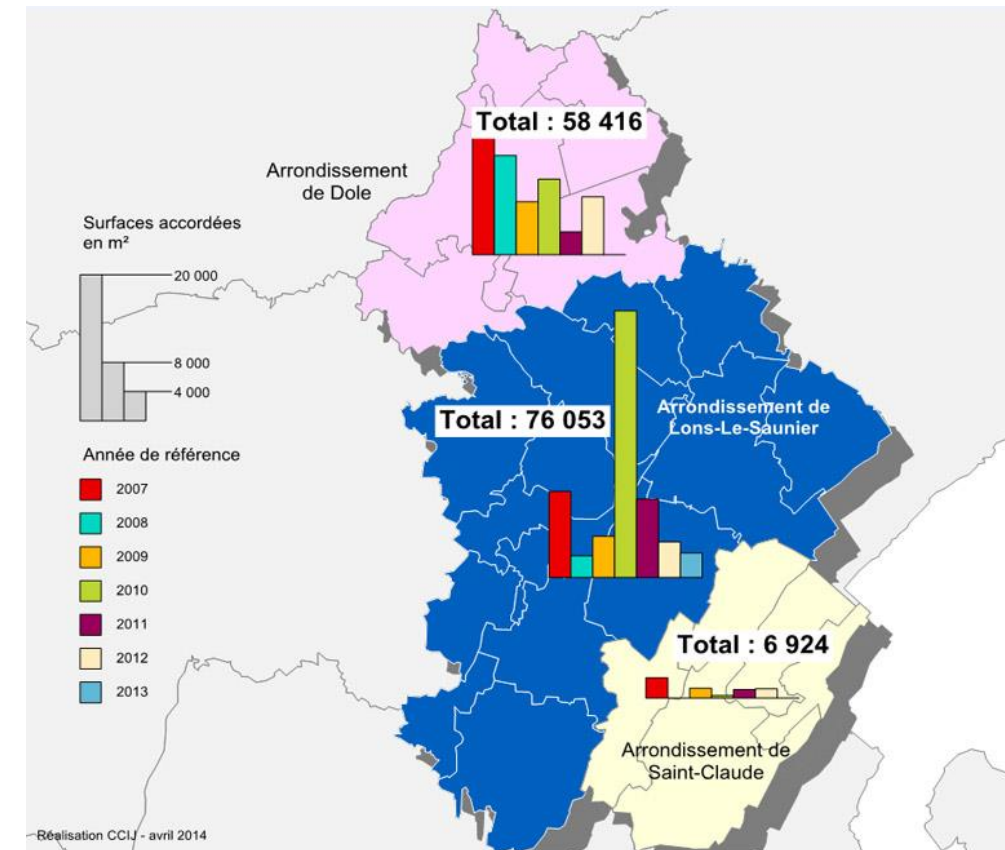 Total : 58 416
Arrondissement
de Dole
Surfaces accordées
en m²
20 000
8 000
4 000
Total : 76 053
Arrondissement de
Lons-Le-Saunier
Année de référence
2007
2008
2009
2010
2011
2012
2013
Total : 6 924
Arrondissement de
Saint-Claude
Réalisation CCIJ - avril 2014